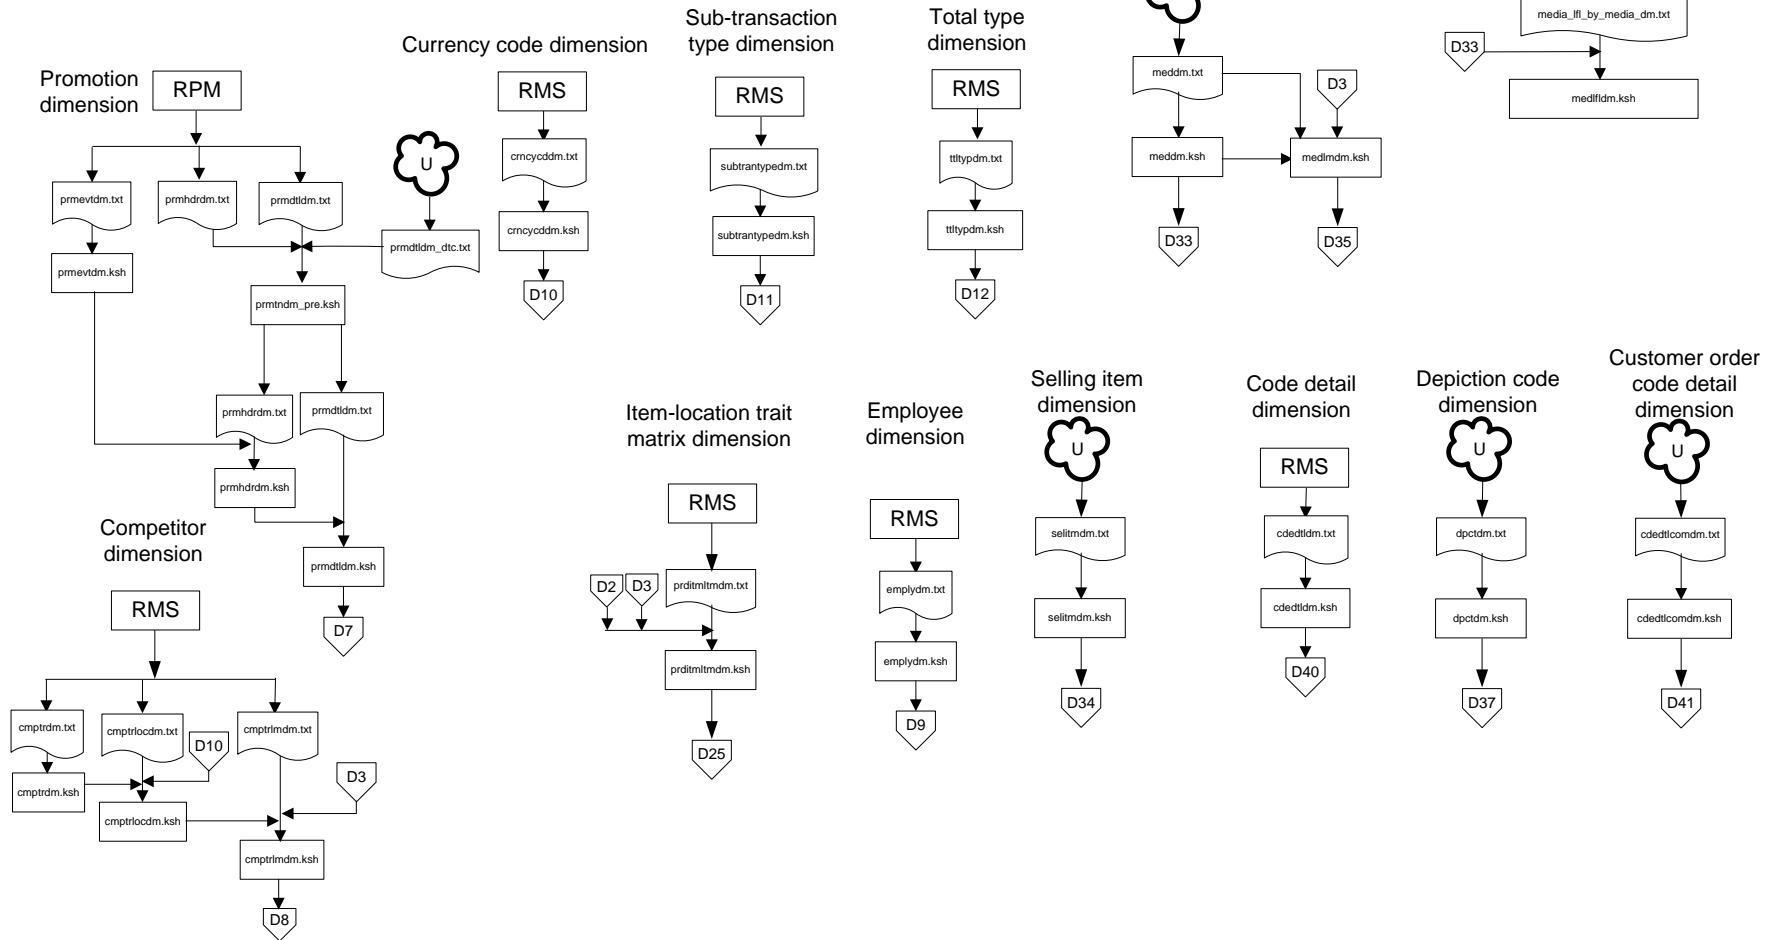 Promotion
dimension
RPM
prmevtdm.txt
prmhdrdm.txt
prmdtldm.txt
U
prmdtldm_dtc.txt
prmevtdm.ksh
prmtndm_pre.ksh
prmhdrdm.txt
prmdtldm.txt
prmhdrdm.ksh
prmdtldm.ksh
D7
Currency code dimension
RMS
crncycddm.txt
crncycddm.ksh
D10
Sub-transaction
type dimension
RMS
subtrantypedm.txt
subtrantypedm.ksh
D11
Total type
dimension
RMS
ttltypdm.txt
ttltypdm.ksh
D12
meddm.txt
D3
meddm.ksh
medlmdm.ksh
D33
D35
media_lfl_by_media_dm.txt
D33
medlfldm.ksh
Competitor
dimension
RMS
cmptrdm.txt
cmptrlocdm.txt
cmptrlmdm.txt
D10
D3
cmptrdm.ksh
cmptrlocdm.ksh
cmptrlmdm.ksh
D8
Item-location trait
matrix dimension
RMS
D2
D3
prditmltmdm.txt
prditmltmdm.ksh
D25
Employee
dimension
RMS
emplydm.txt
emplydm.ksh
D9
Selling item
dimension
U
selitmdm.txt
selitmdm.ksh
D34
Code detail
dimension
RMS
cdedtldm.txt
cdedtldm.ksh
D40
Depiction code
dimension
U
dpctdm.txt
dpctdm.ksh
D37
Customer order
code detail
dimension
U
cdedtlcomdm.txt
cdedtlcomdm.ksh
D41